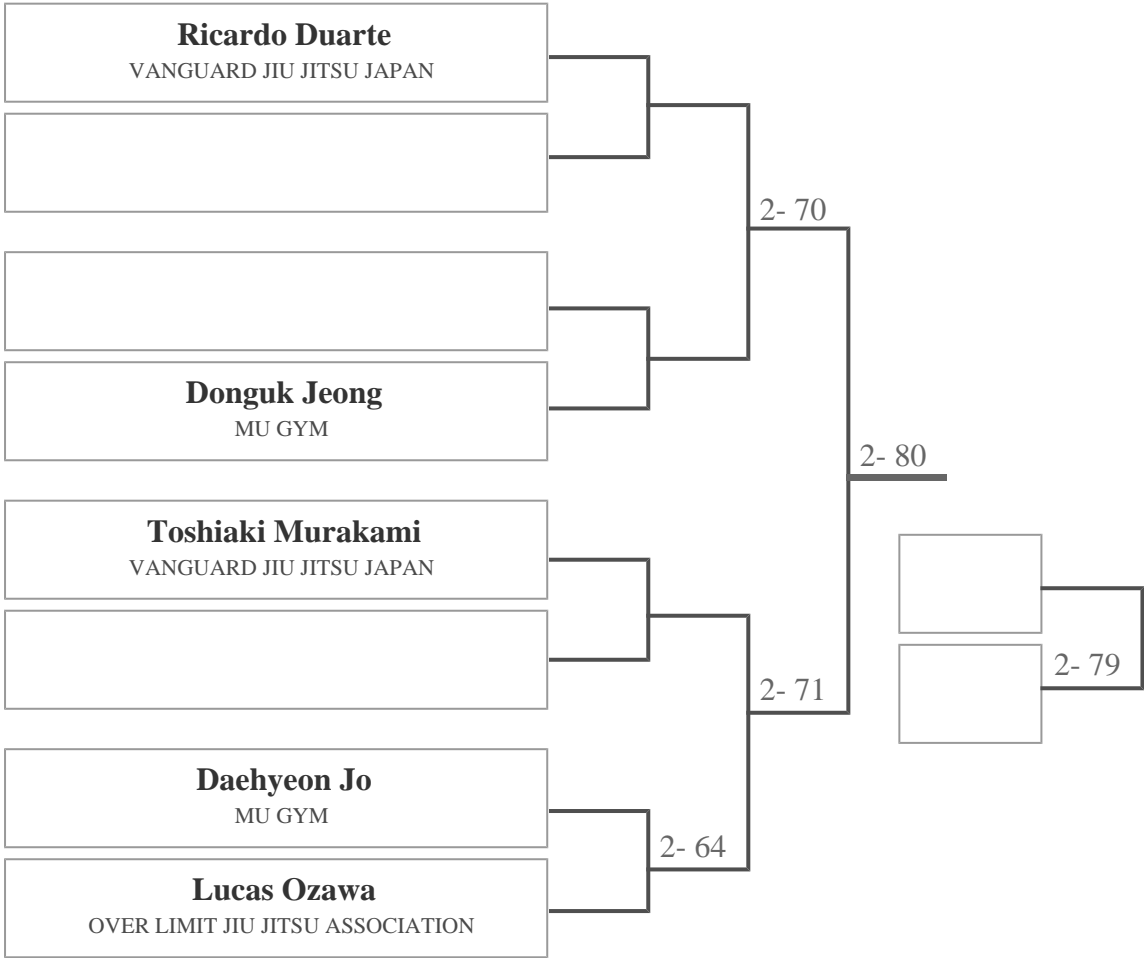 Ricardo Duarte
VANGUARD JIU JITSU JAPAN
2- 70
Donguk Jeong
MU GYM
2- 80
Toshiaki Murakami
VANGUARD JIU JITSU JAPAN
2- 79
2- 71
Daehyeon Jo
MU GYM
2- 64
Lucas Ozawa
OVER LIMIT JIU JITSU ASSOCIATION